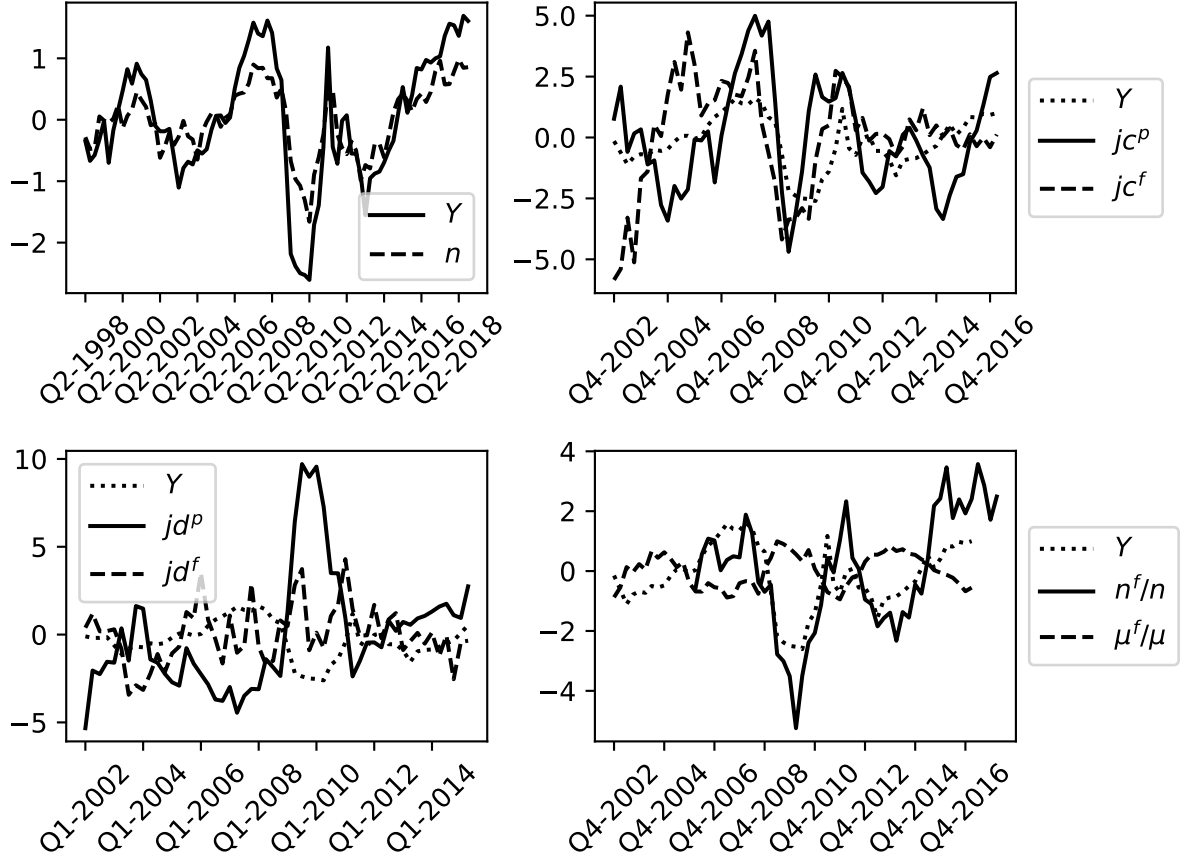 1
0
−1
−2
Y
n
Q2-1998
Q2-2000
Q2-2002
Q2-2004
Q2-2006
Q2-2008
Q2-2010
Q2-2012
Q2-2014
Q2-2016
Q2-2018
5.0
2.5
0.0
−2.5
−5.0
Q4-2002
Q4-2004
Q4-2006
Q4-2008
Q4-2010
Q4-2012
Q4-2014
Q4-2016
Y
jc^p
jc^f
10
5
0
−5
Y
jd^p
jd^f
Q1-2002
Q1-2004
Q1-2006
Q1-2008
Q1-2010
Q1-2012
Q1-2014
4
2
0
−2
−4
Q4-2002
Q4-2004
Q4-2006
Q4-2008
Q4-2010
Q4-2012
Q4-2014
Q4-2016
Y
n^f/n
μ^f/μ